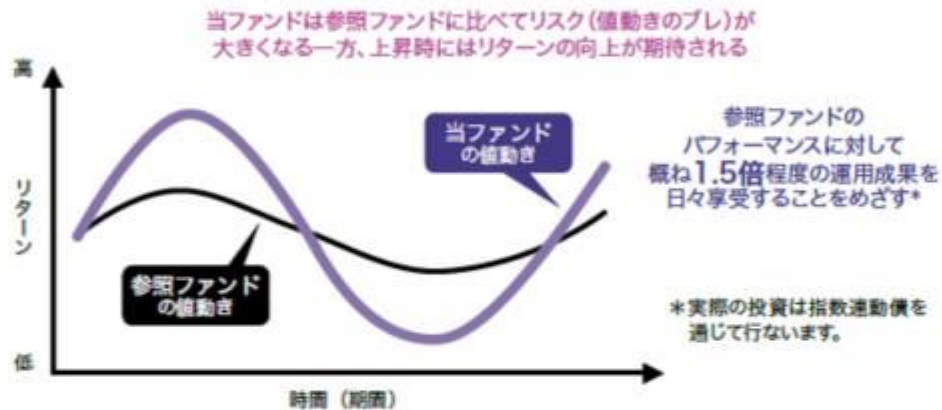 当ファンドは参照ファンドに比べてリスク(値動きのブレ)が
大きくなる一方、上昇時にはリターンの向上が期待される
高
リターン
低
当ファンド
の値動き
参照ファンド
の値動き
時間(期間)
参照ファンドの
パフォーマンスに対して
概ね1.5倍程度の運用成果を
日々享受することをめざす*
*実際の投資は指数連動債を
通じて行ないます。